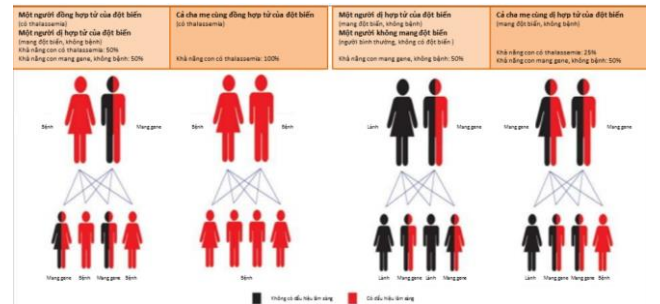 Một người đồng hợp tử của đột biến
(có thalassemia)
Một người dị hợp tử của đột biến
(mang đột biến, không bệnh)
Khả năng con có thalassemia: 50%
Khả năng con mang gene, không bệnh: 50%
Cả cha mẹ cùng đồng hợp tử của đột biến
(có thalassemia)
Khả năng con có thalassemia: 100%
Một người dị hợp tử của đột biến
(mang đột biến, không bệnh)
Một người không mang đột biến
(người bình thường, không có đột biến )
Khả năng con mang gene, không bệnh: 50%
Cả cha mẹ cùng dị hợp tử của đột biến
(mang đột biến, không bệnh)
Khả năng con có thalassemia: 25%
Khả năng con mang gene, không bệnh: 50%
Bệnh
Mang gene
Bệnh
Bệnh
Lành
Mang gene
Mang gene
Mang gene
Mang gene
Bệnh
Mang gene
Bệnh
Bệnh
Lành
Mang gene
Lành
Mang gene
Lành
Mang gene
Mang gene
Bệnh
Không có dấu hiệu lâm sàng
Có dấu hiệu lâm sàng